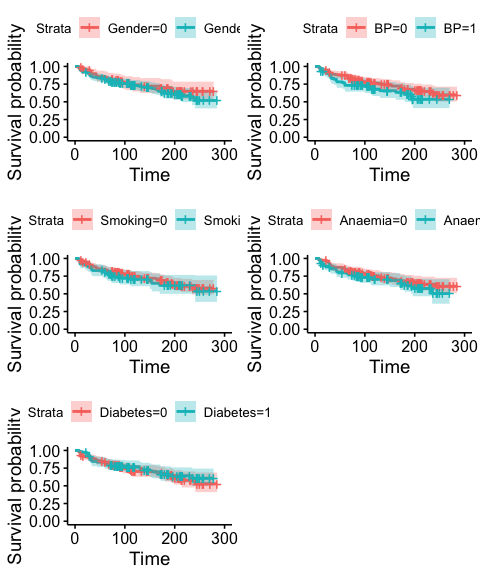 Strata Gender=0 Gende
Survival probability
1.00
0.75
0.50
0.25
0.00
0 100 200 300
Time
Strata BP=0 BP=1
Survival probability
1.00
0.75
0.50
0.25
0.00
0 100 200 300
Time
Strata Smoking=0 Smoki
Survival probability
1.00
0.75
0.50
0.25
0.00
0 100 200 300
Time
Strata Anaemia=0 Anaer
Survival probability
1.00
0.75
0.50
0.25
0.00
0 100 200 300
Time
Strata Diabetes=0 Diabetes=1
Survival probability
1.00
0.75
0.50
0.25
0.00
0 100 200 300
Time